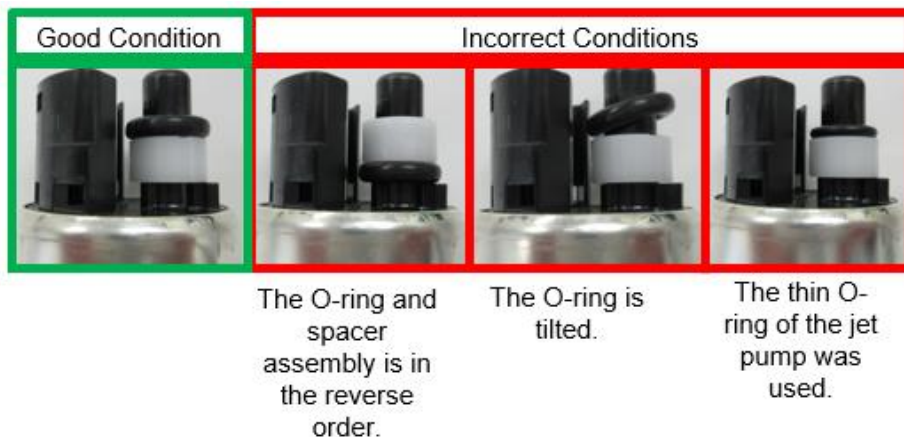 Good Condition
Incorrect Conditions
The O-ring and
spacer
assembly is in
the reverse
order.
The O-ring is
tilted.
The thin O-
ring of the jet
pump was
used.